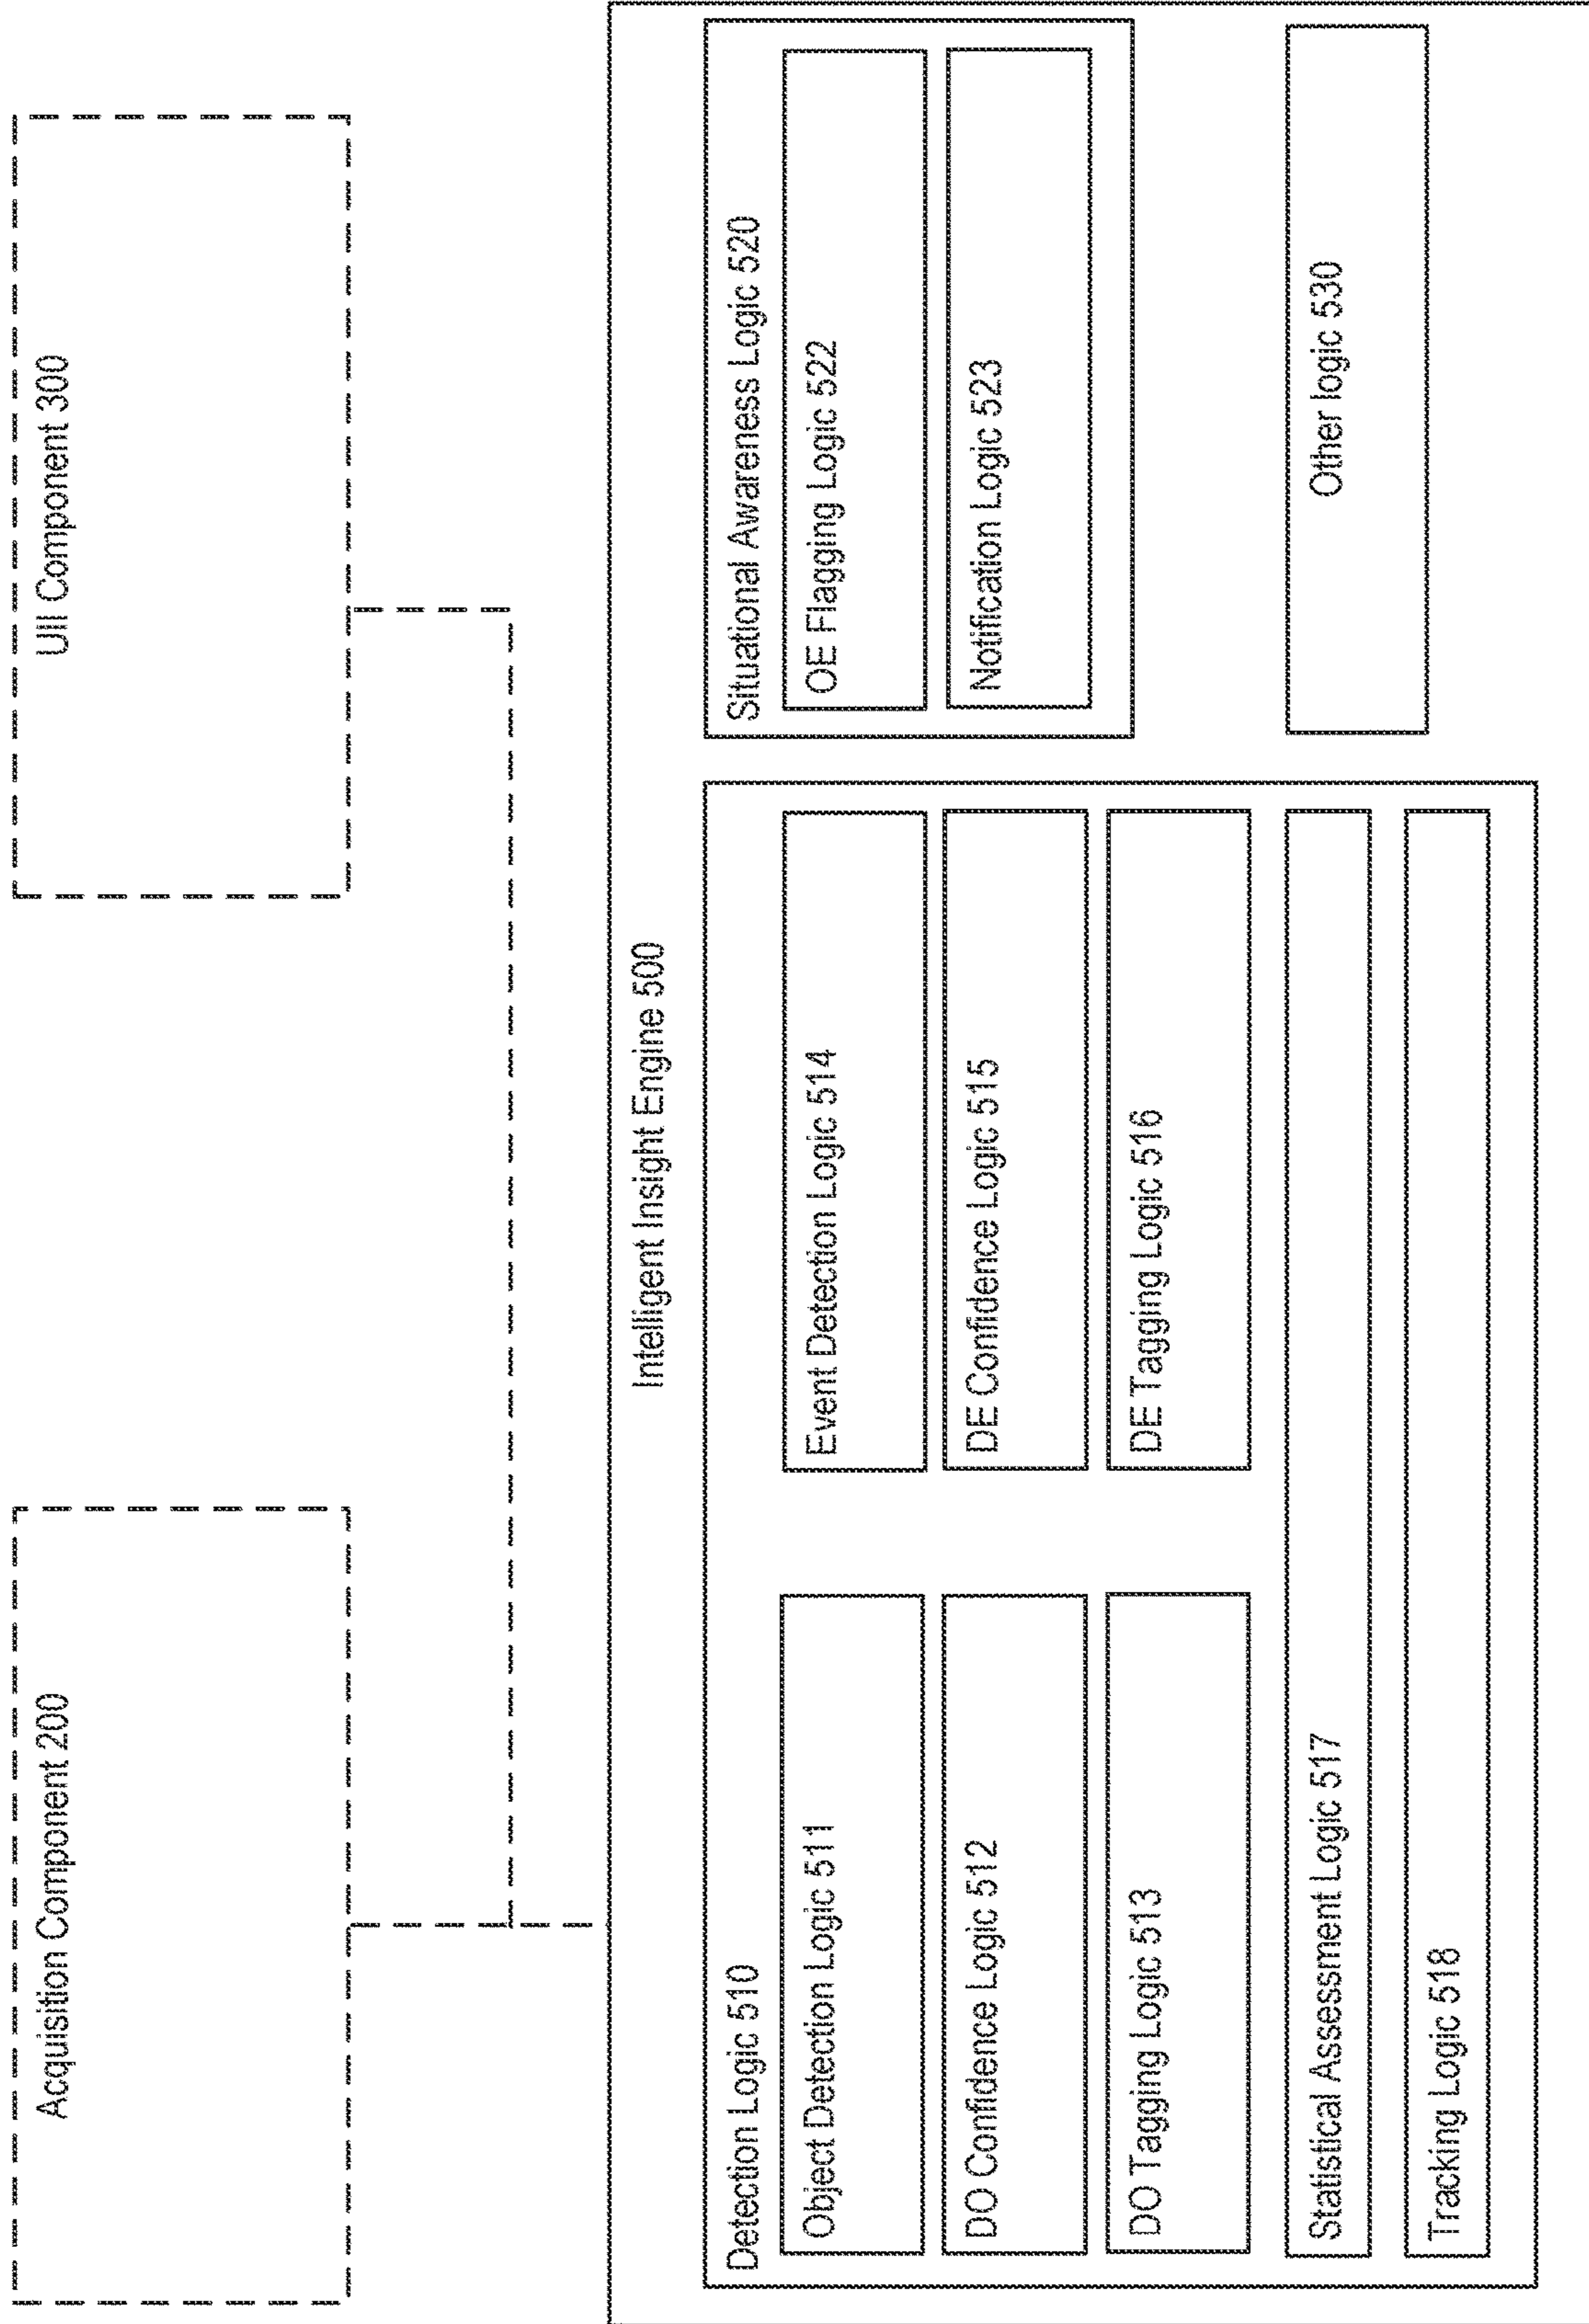 Acquisition Component 200
UII Component 300
Intelligent Insight Engine 500
Detection Logic 510
Object Detection Logic 511
DO Confidence Logic 512
DO Tagging Logic 513
Event Detection Logic 514
DE Confidence Logic 515
DE Tagging Logic 516
Statistical Assessment Logic 517
Tracking Logic 518
Situational Awareness Logic 520
OE Flagging Logic 522
Notification Logic 523
Other logic 530